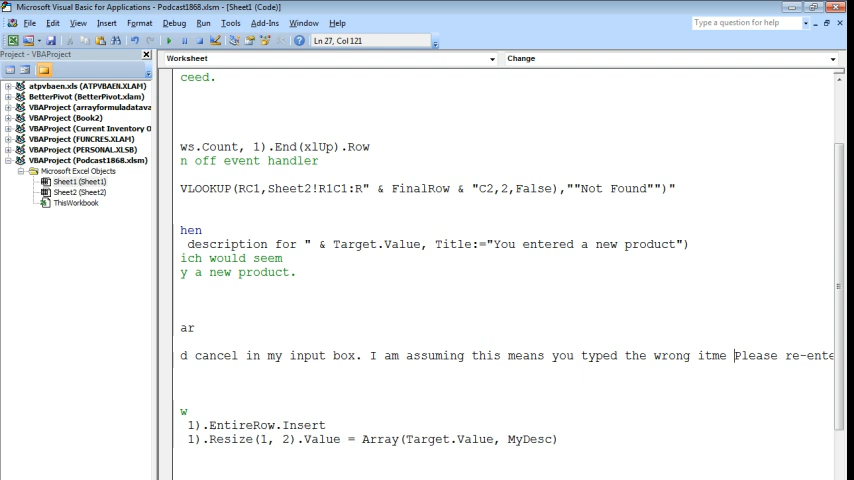 Microsoft Visual Basic for Applications - Podcast1868.xlsm - [Sheet1 (Code)]
File Edit View Insert Format Debug Run Tools Add-Ins Window Help
Type a question for help
Ln 27, Col 121
Project - VBAProject
Worksheet
Change
atpvbaen.xls (ATPVBAEN.XLAM)
BetterPivot (BetterPivot.xlam)
VBAProject (arrayformuladatava
VBAProject (Book2)
VBAProject (Current Inventory O
VBAProject (FUNCRES.XLAM)
VBAProject (PERSONAL.XLSB)
VBAProject (Podcast1868.xlsm)
Microsoft Excel Objects
Sheet1 (Sheet1)
Sheet2 (Sheet2)
ThisWorkbook
ceed.
ws.Count, 1).End(xlUp).Row
n off event handler
VLOOKUP(RC1,Sheet2!R1C1:R" & FinalRow & "C2,2,False),""Not Found"")"
hen
description for " & Target.Value, Title:="You entered a new product")
ich would seem
y a new product.
ar
d cancel in my input box. I am assuming this means you typed the wrong itme Please re-ente
w
1).EntireRow.Insert
1).Resize(1, 2).Value = Array(Target.Value, MyDesc)